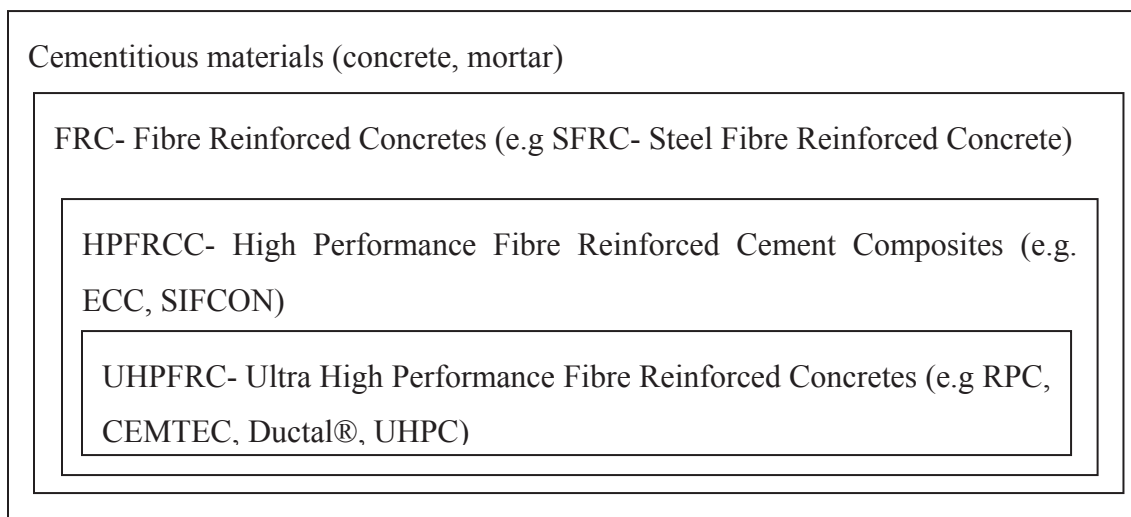 Cementitious materials (concrete, mortar)
FRC- Fibre Reinforced Concretes (e.g SFRC- Steel Fibre Reinforced Concrete)
HPFRCC- High Performance Fibre Reinforced Cement Composites (e.g.
ECC, SIFCON)
UHPFRC- Ultra High Performance Fibre Reinforced Concretes (e.g RPC,
CEMTEC, Ductal®, UHPC)